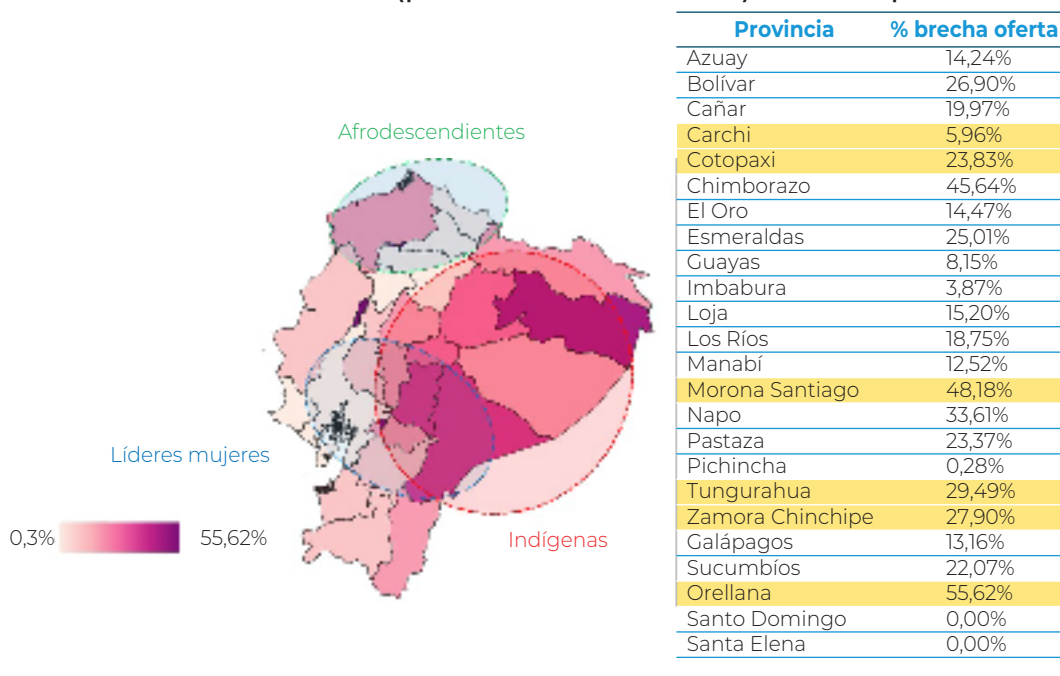 Provincia % brecha oferta
Azuay 14,24%
Bolívar 26,90%
Cañar 19,97%
Carchi 5,96%
Cotopaxi 23,83%
Chimborazo 45,64%
El Oro 14,47%
Esmeraldas 25,01%
Guayas 8,15%
Imbabura 3,87%
Loja 15,20%
Los Ríos 18,75%
Manabí 12,52%
Morona Santiago 48,18%
Napo 33,61%
Pastaza 23,37%
Pichincha 0,28%
Tungurahua 29,49%
Zamora Chinchipe 27,90%
Galápagos 13,16%
Sucumbíos 22,07%
Orellana 55,62%
Santo Domingo 0,00%
Santa Elena 0,00%
Afrodescendientes
Líderes mujeres
Indígenas
0,3% 55,62%